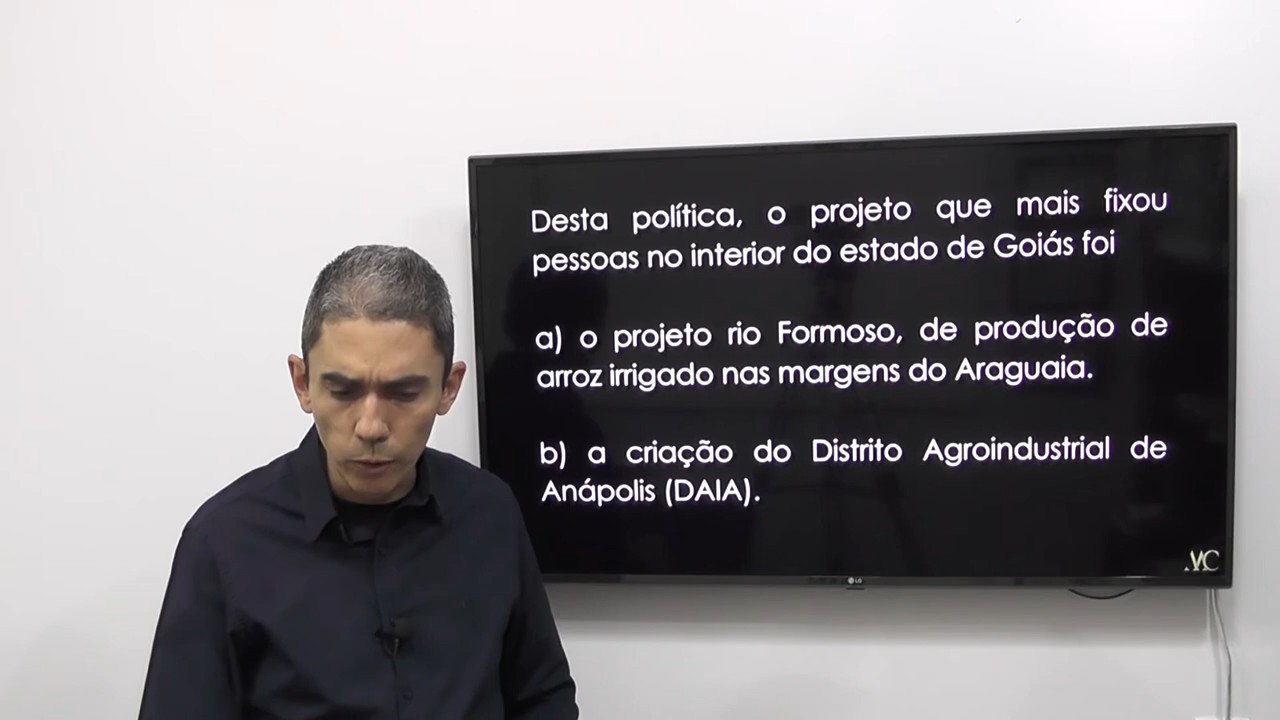 Desta política, o projeto que mais fixou
pessoas no interior do estado de Goiás foi
a) o projeto rio Formoso, de produção de
arroz irrigado nas margens do Araguaia.
b) a criação do Distrito Agroindustrial de
Anápolis (DAIA).
MC
LG